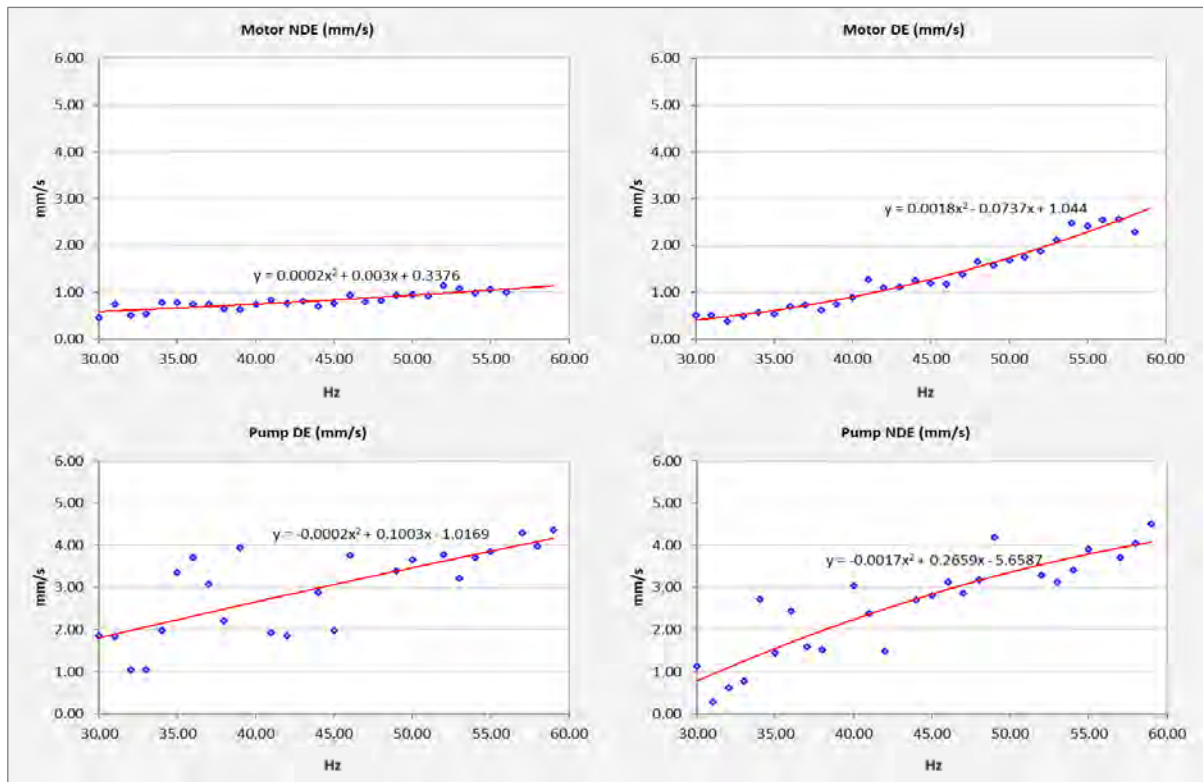 Motor NDE (mm/s)
6.00
5.00
4.00
3.00
2.00
1.00
0.00
mm/s
y = 0.0002x² + 0.003x + 0.3376
30.00 35.00 40.00 45.00 50.00 55.00 60.00
Hz
Motor DE (mm/s)
6.00
5.00
4.00
3.00
2.00
1.00
0.00
mm/s
y = 0.0018x² - 0.0737x + 1.044
30.00 35.00 40.00 45.00 50.00 55.00 60.00
Hz
Pump DE (mm/s)
6.00
5.00
4.00
3.00
2.00
1.00
0.00
mm/s
y = -0.0002x² + 0.1003x - 1.0169
30.00 35.00 40.00 45.00 50.00 55.00 60.00
Hz
Pump NDE (mm/s)
6.00
5.00
4.00
3.00
2.00
1.00
0.00
mm/s
y = -0.0017x² + 0.2659x - 5.6587
30.00 35.00 40.00 45.00 50.00 55.00 60.00
Hz